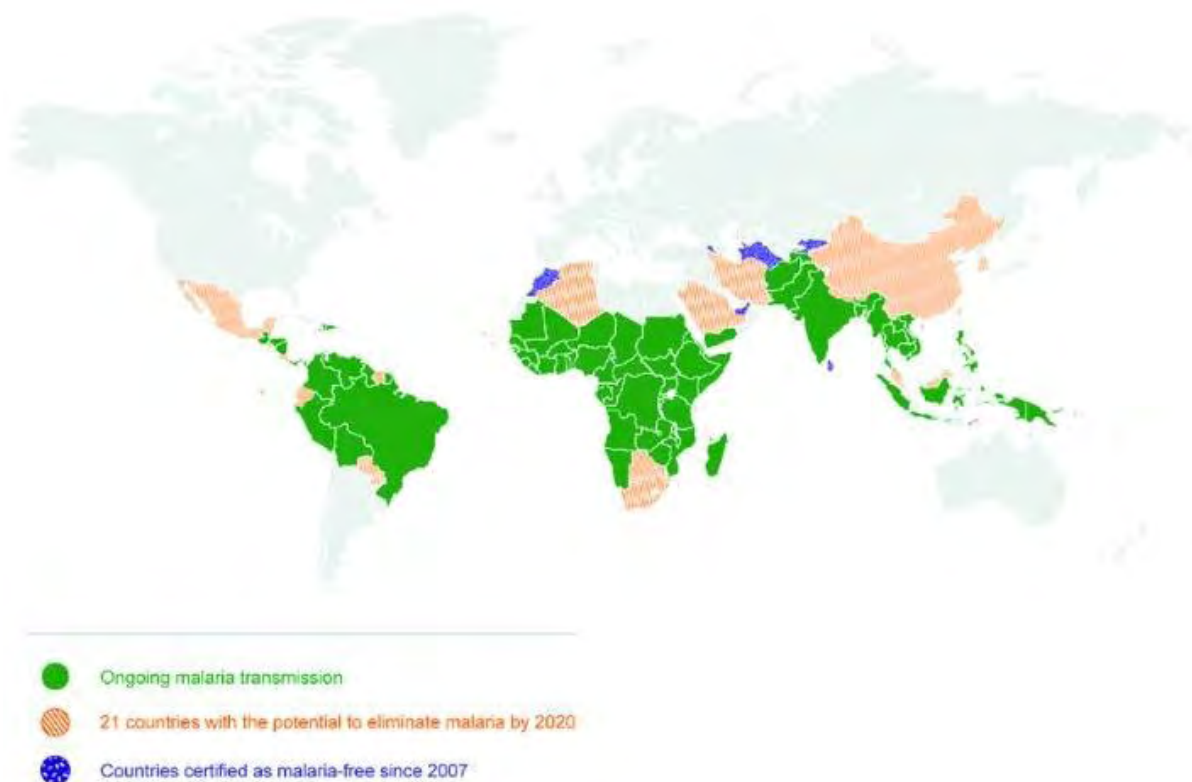 Ongoing malaria transmission
21 countries with the potential to eliminate malaria by 2020
Countries certified as malaria-free since 2007